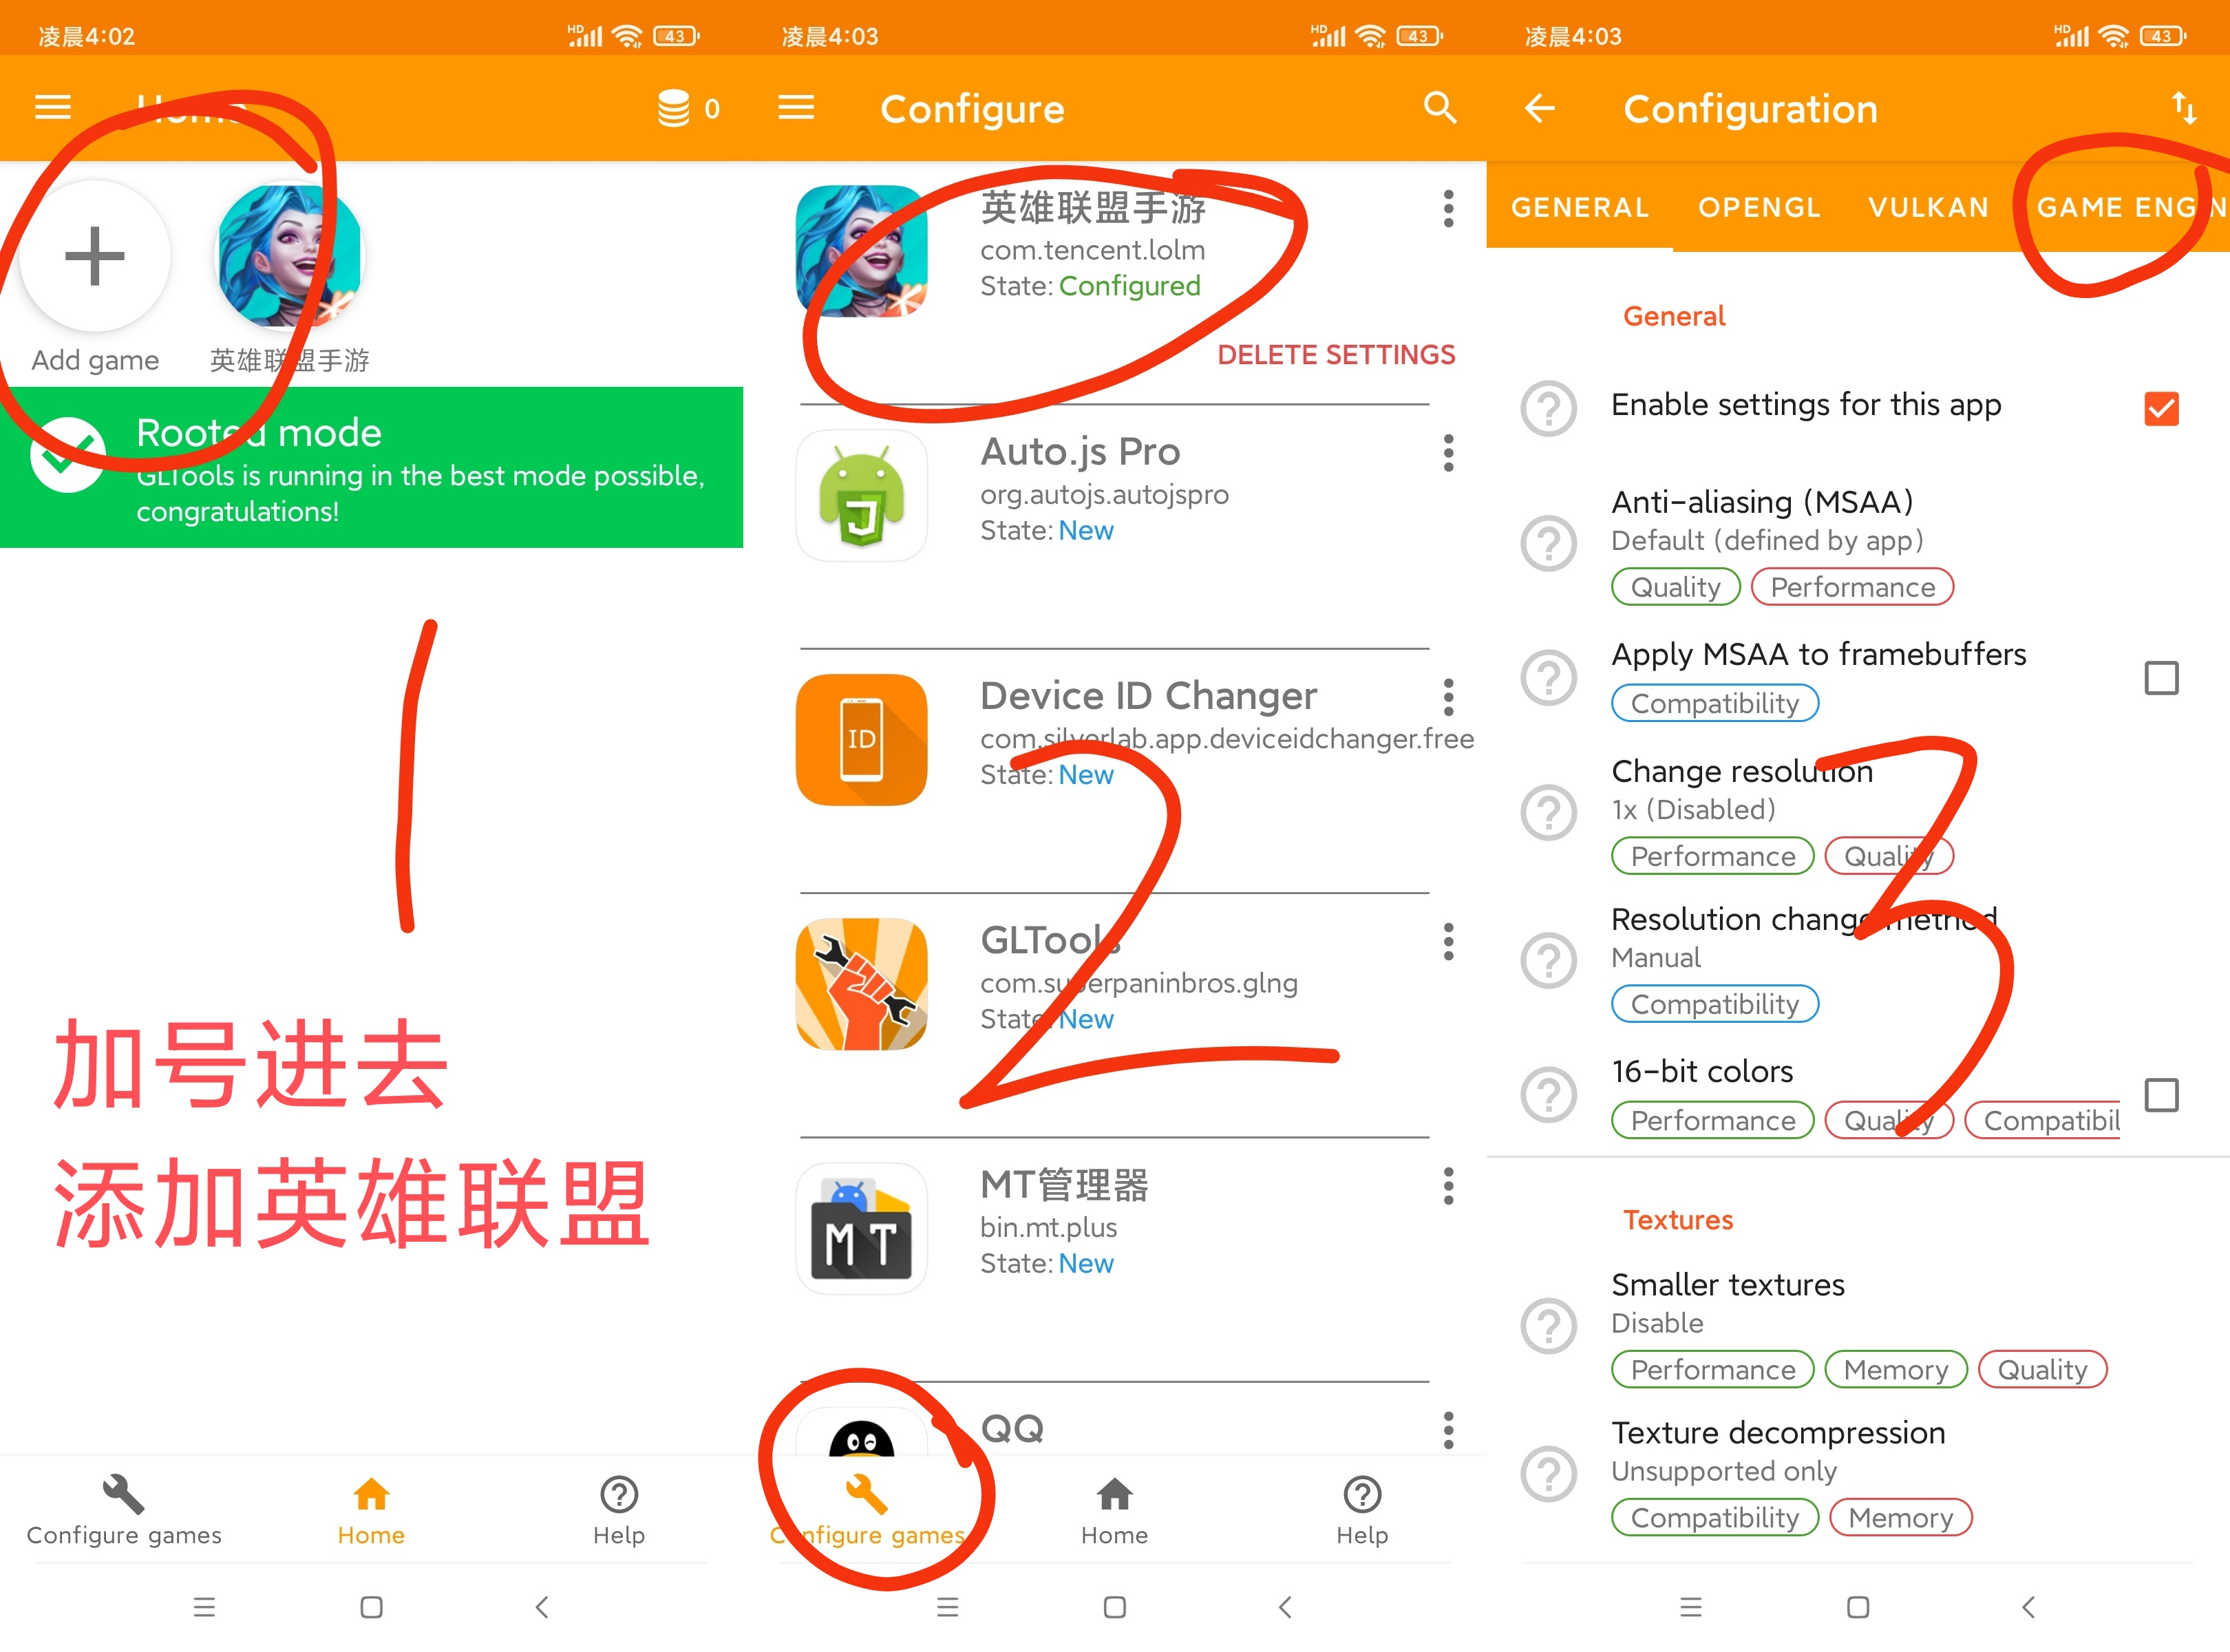 凌晨4:02
HD
43
Home
0
Add game
英雄联盟手游
Rooted mode
GLTools is running in the best mode possible,
congratulations!
1
加号进去
添加英雄联盟
Configure games
Home
Help
凌晨4:03
HD
43
Configure
英雄联盟手游
com.tencent.lolm
State: Configured
DELETE SETTINGS
Auto.js Pro
org.autojs.autojspro
State: New
ID
Device ID Changer
com.silverlab.app.deviceidchanger.free
State: New
2
GLTools
com.superpaninbros.glng
State: New
MT
MT管理器
bin.mt.plus
State: New
QQ
Configure games
Home
Help
凌晨4:03
HD
43
Configuration
GENERAL
OPENGL
VULKAN
GAME ENGIN
General
Enable settings for this app
Anti-aliasing (MSAA)
Default (defined by app)
Quality Performance
Apply MSAA to framebuffers
Compatibility
Change resolution
1x (Disabled)
Performance Quality
3
Resolution change method
Manual
Compatibility
16-bit colors
Performance Quality Compatibil
Textures
Smaller textures
Disable
Performance Memory Quality
Texture decompression
Unsupported only
Compatibility Memory